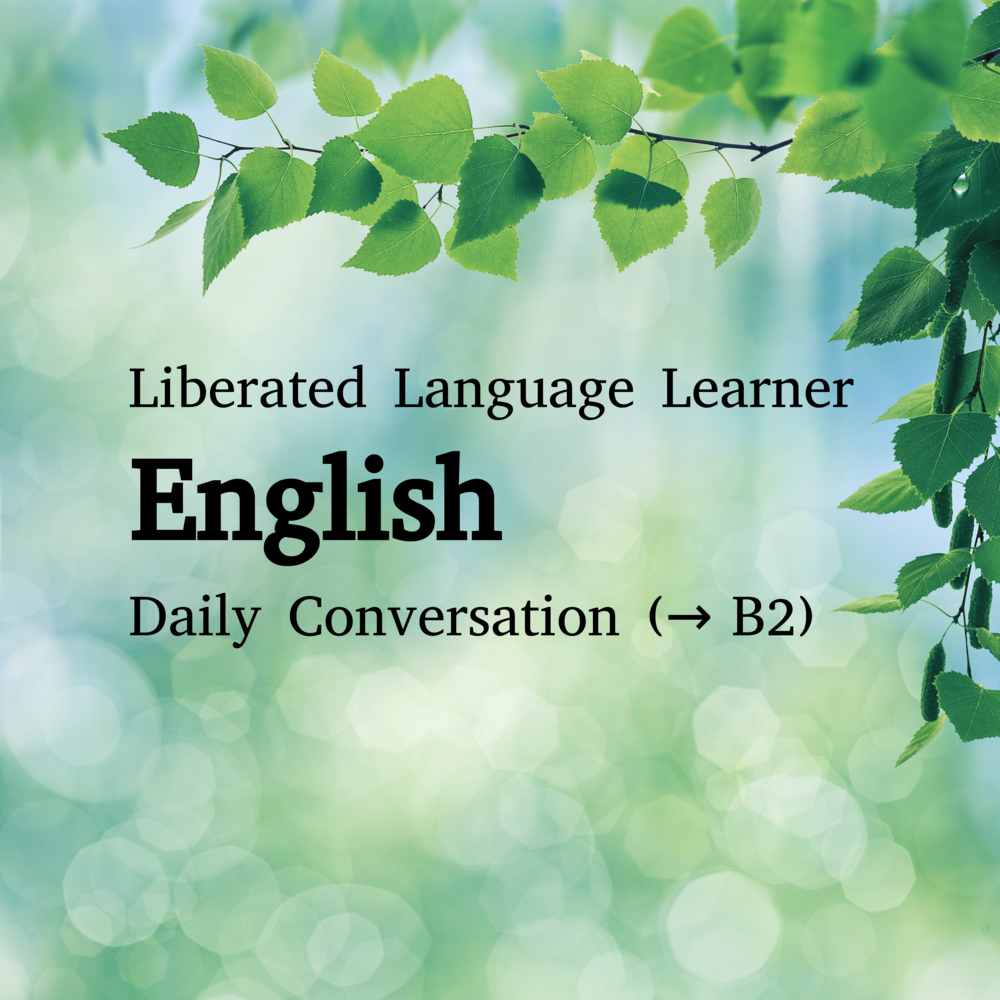 Liberated Language Learner
English
Daily Conversation (→ B2)